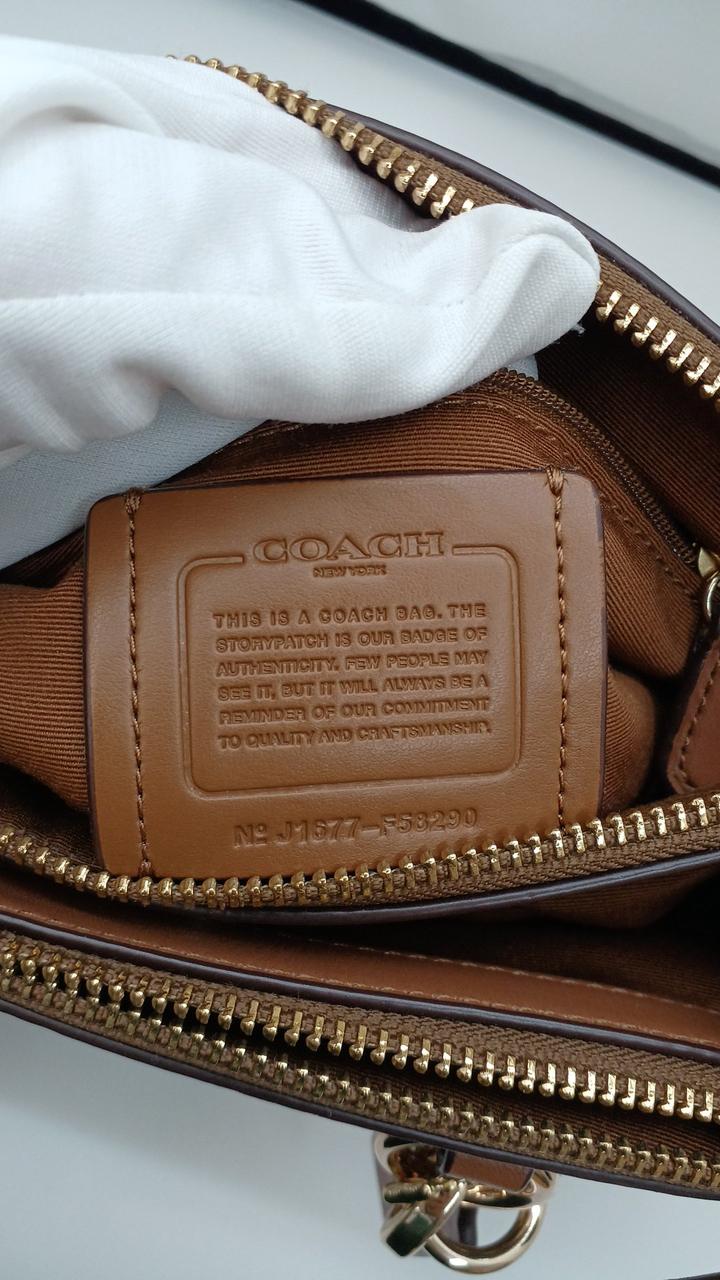 COACH
NEW YORK
THIS IS A COACH BAG. THE
STORYPATCH IS OUR BADGE OF
AUTHENTICITY. FEW PEOPLE MAY
SEE IT, BUT IT WILL ALWAYS BE A
REMINDER OF OUR COMMITMENT
TO QUALITY AND CRAFTSMANSHIP.
Nº J1677-F58290